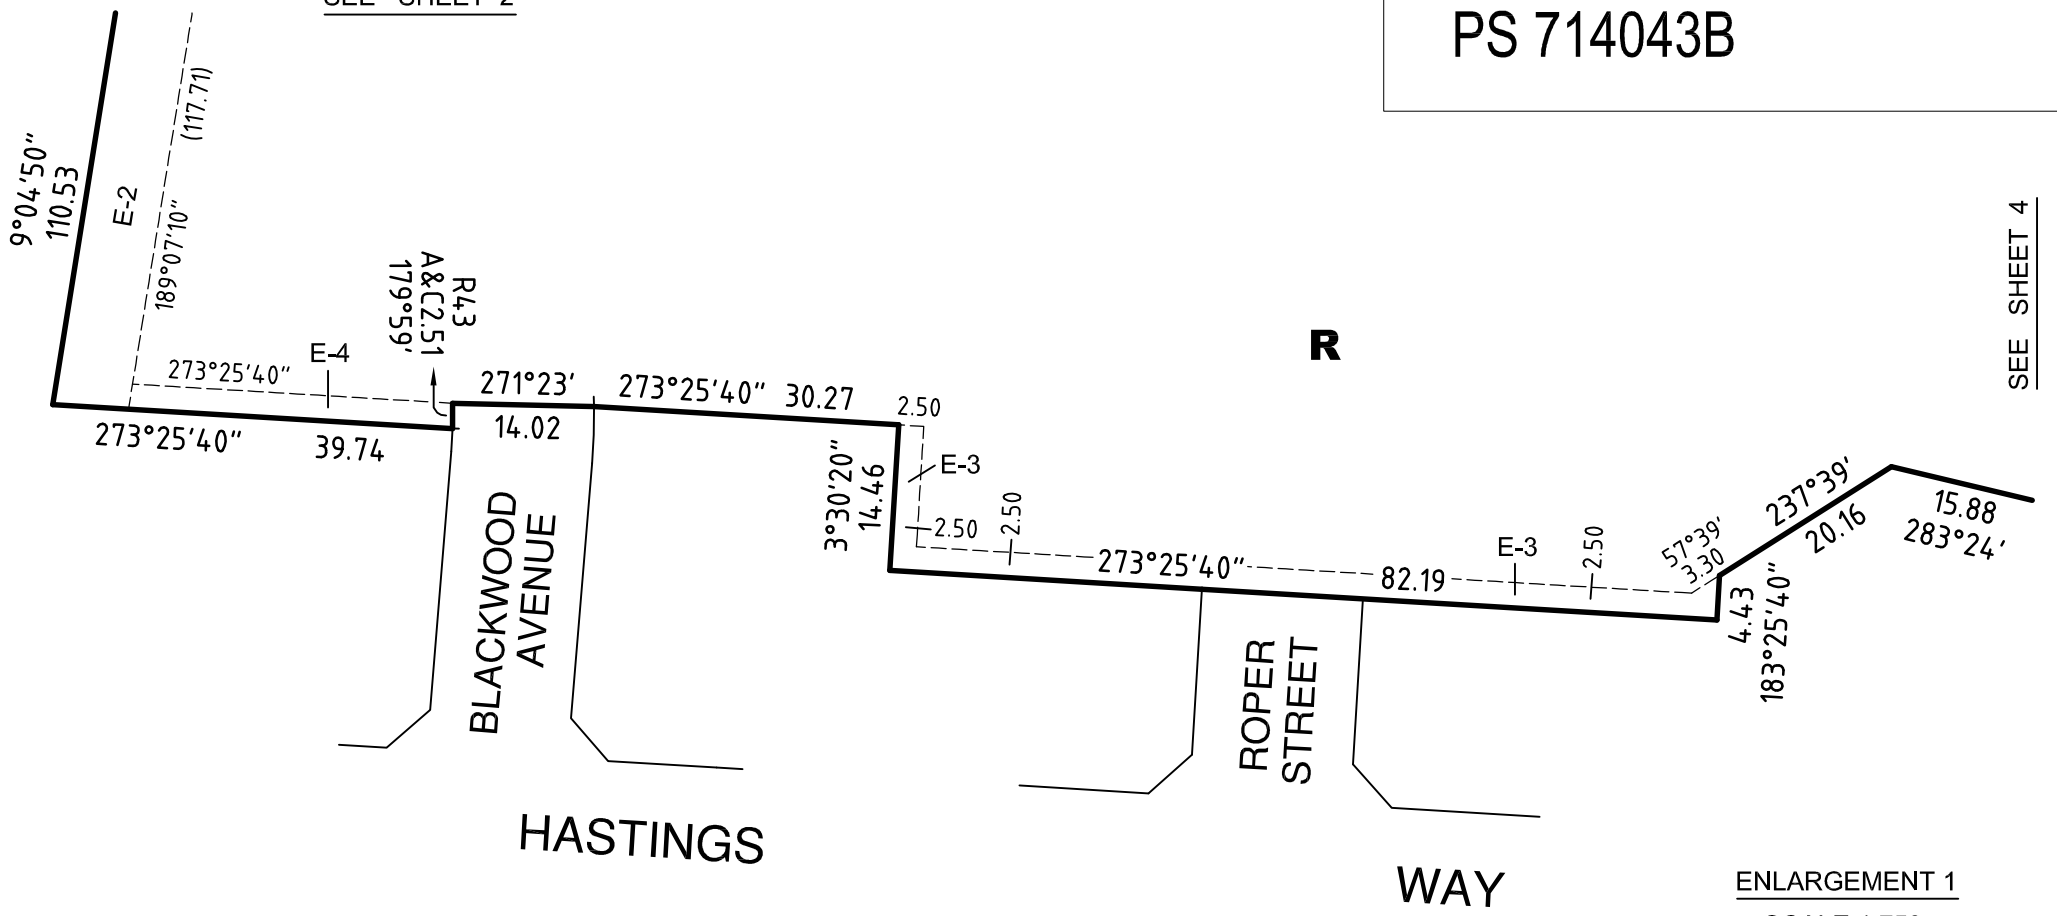 SEE SHEET 2
PS 714043B
(117.71)
9°04'50"
110.53
E-2
189°07'10"
SEE SHEET 4
R43
A&C2.51
179°59'
R
E-4
273°25'40"
271°23'
14.02
273°25'40" 30.27
2.50
273°25'40" 39.74
3°30'20"
14.46
E-3
2.50
2.50
273°25'40" 82.19
E-3
2.50
57°39'
3.30
237°39'
20.16
15.88
283°24'
4.43
183°25'40"
BLACKWOOD
AVENUE
ROPER
STREET
HASTINGS
WAY
ENLARGEMENT 1